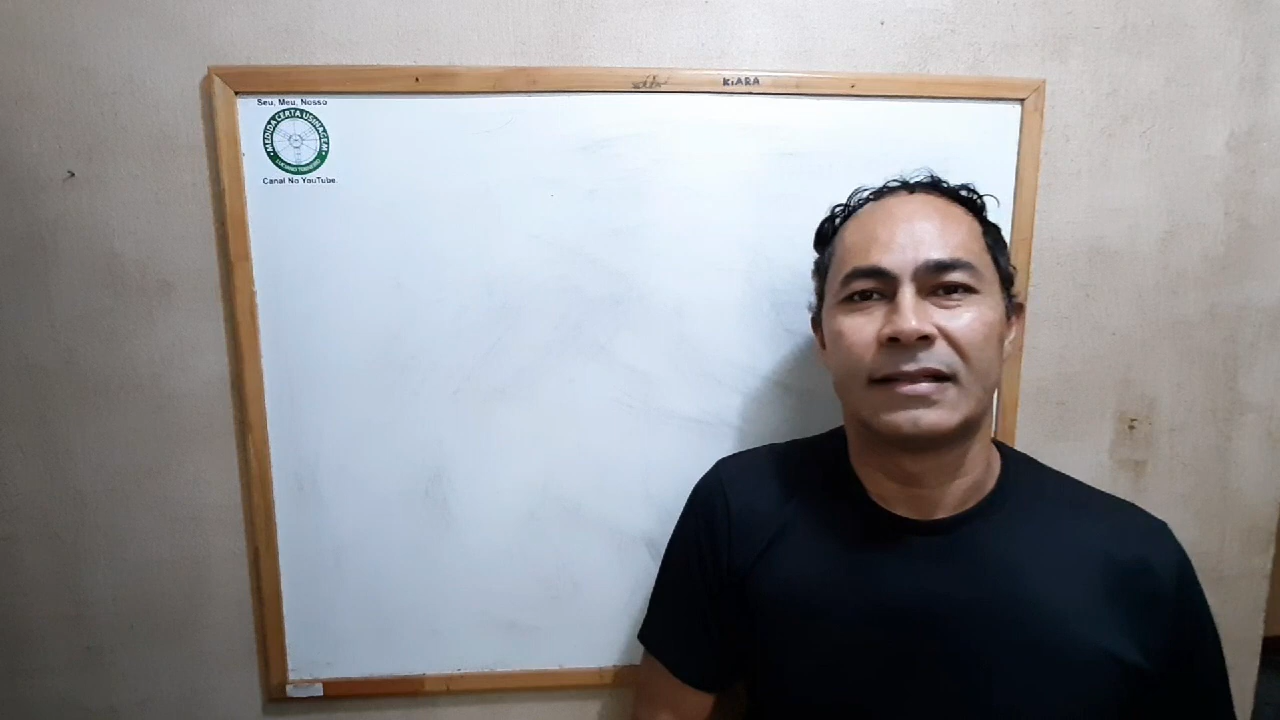 KiARA
Seu, Meu, Nosso
MEDIDA CERTA USINAGEM
Canal No YouTube.